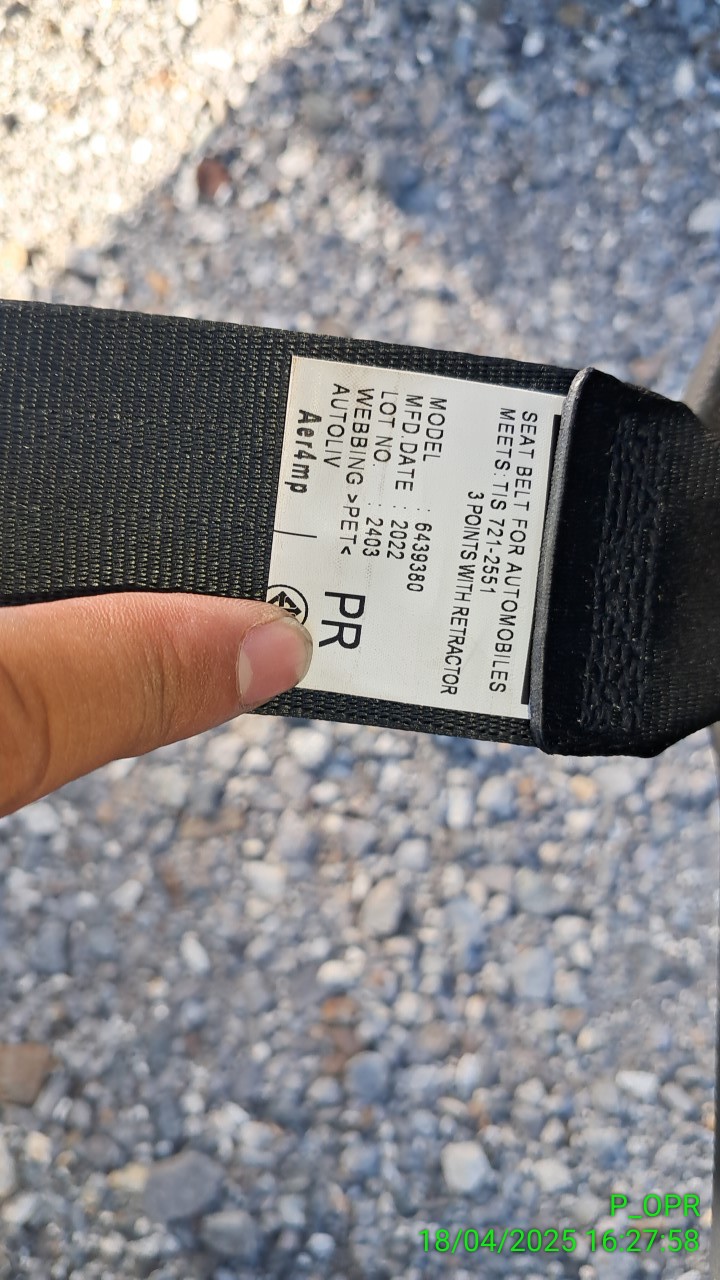 SEAT BELT FOR AUTOMOBILES
MEETS: TIS 721-2551
3 POINTS WITH RETRACTOR
MODEL : 6439380
MFD.DATE : 2022
LOT NO. : 2403
WEBBING >PET<
AUTOLIV
PR
Aer4mp
P_OPR
18/04/2025 16:27:58